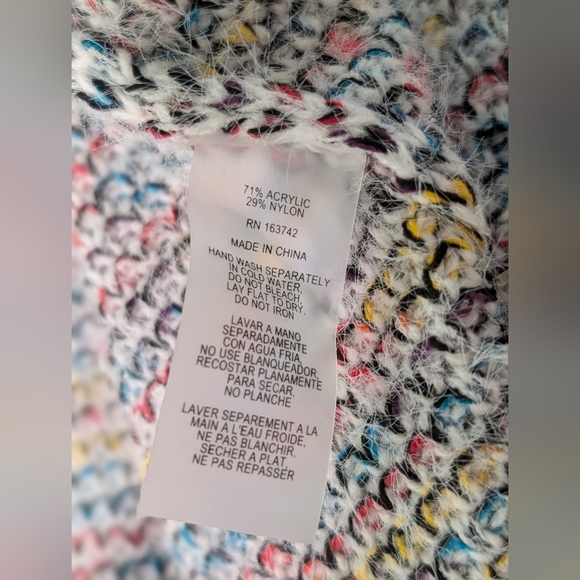 71% ACRYLIC
29% NYLON
RN 163742
MADE IN CHINA
HAND WASH SEPARATELY
IN COLD WATER,
DO NOT BLEACH,
LAY FLAT TO DRY,
DO NOT IRON
LAVAR A MANO
SEPARADAMENTE
CON AGUA FRIA,
NO USE BLANQUEADOR,
RECOSTAR PLANAMENTE
PARA SECAR,
NO PLANCHE
LAVER SEPAREMENT A LA
MAIN A L'EAU FROIDE,
NE PAS BLANCHIR,
SECHER A PLAT,
NE PAS REPASSER